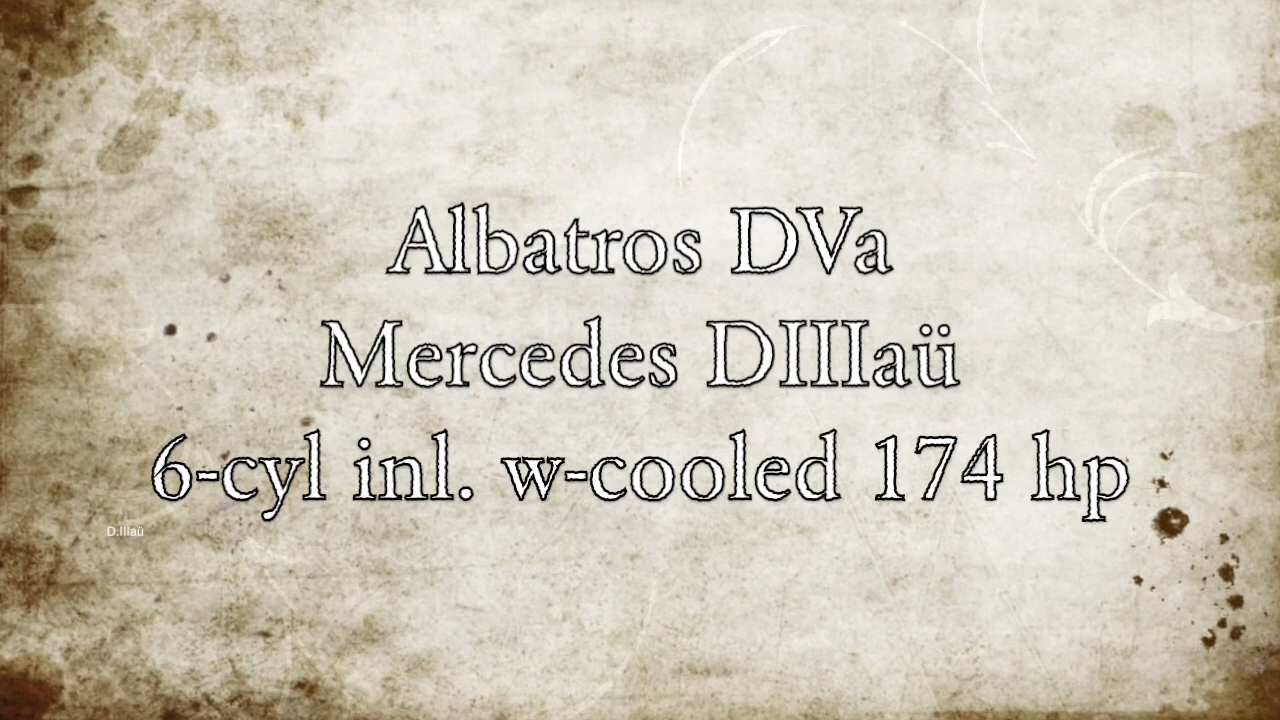 Albatros DVa
Mercedes DIIIaü
6-cyl inl. w-cooled 174 hp
D.IIIaü